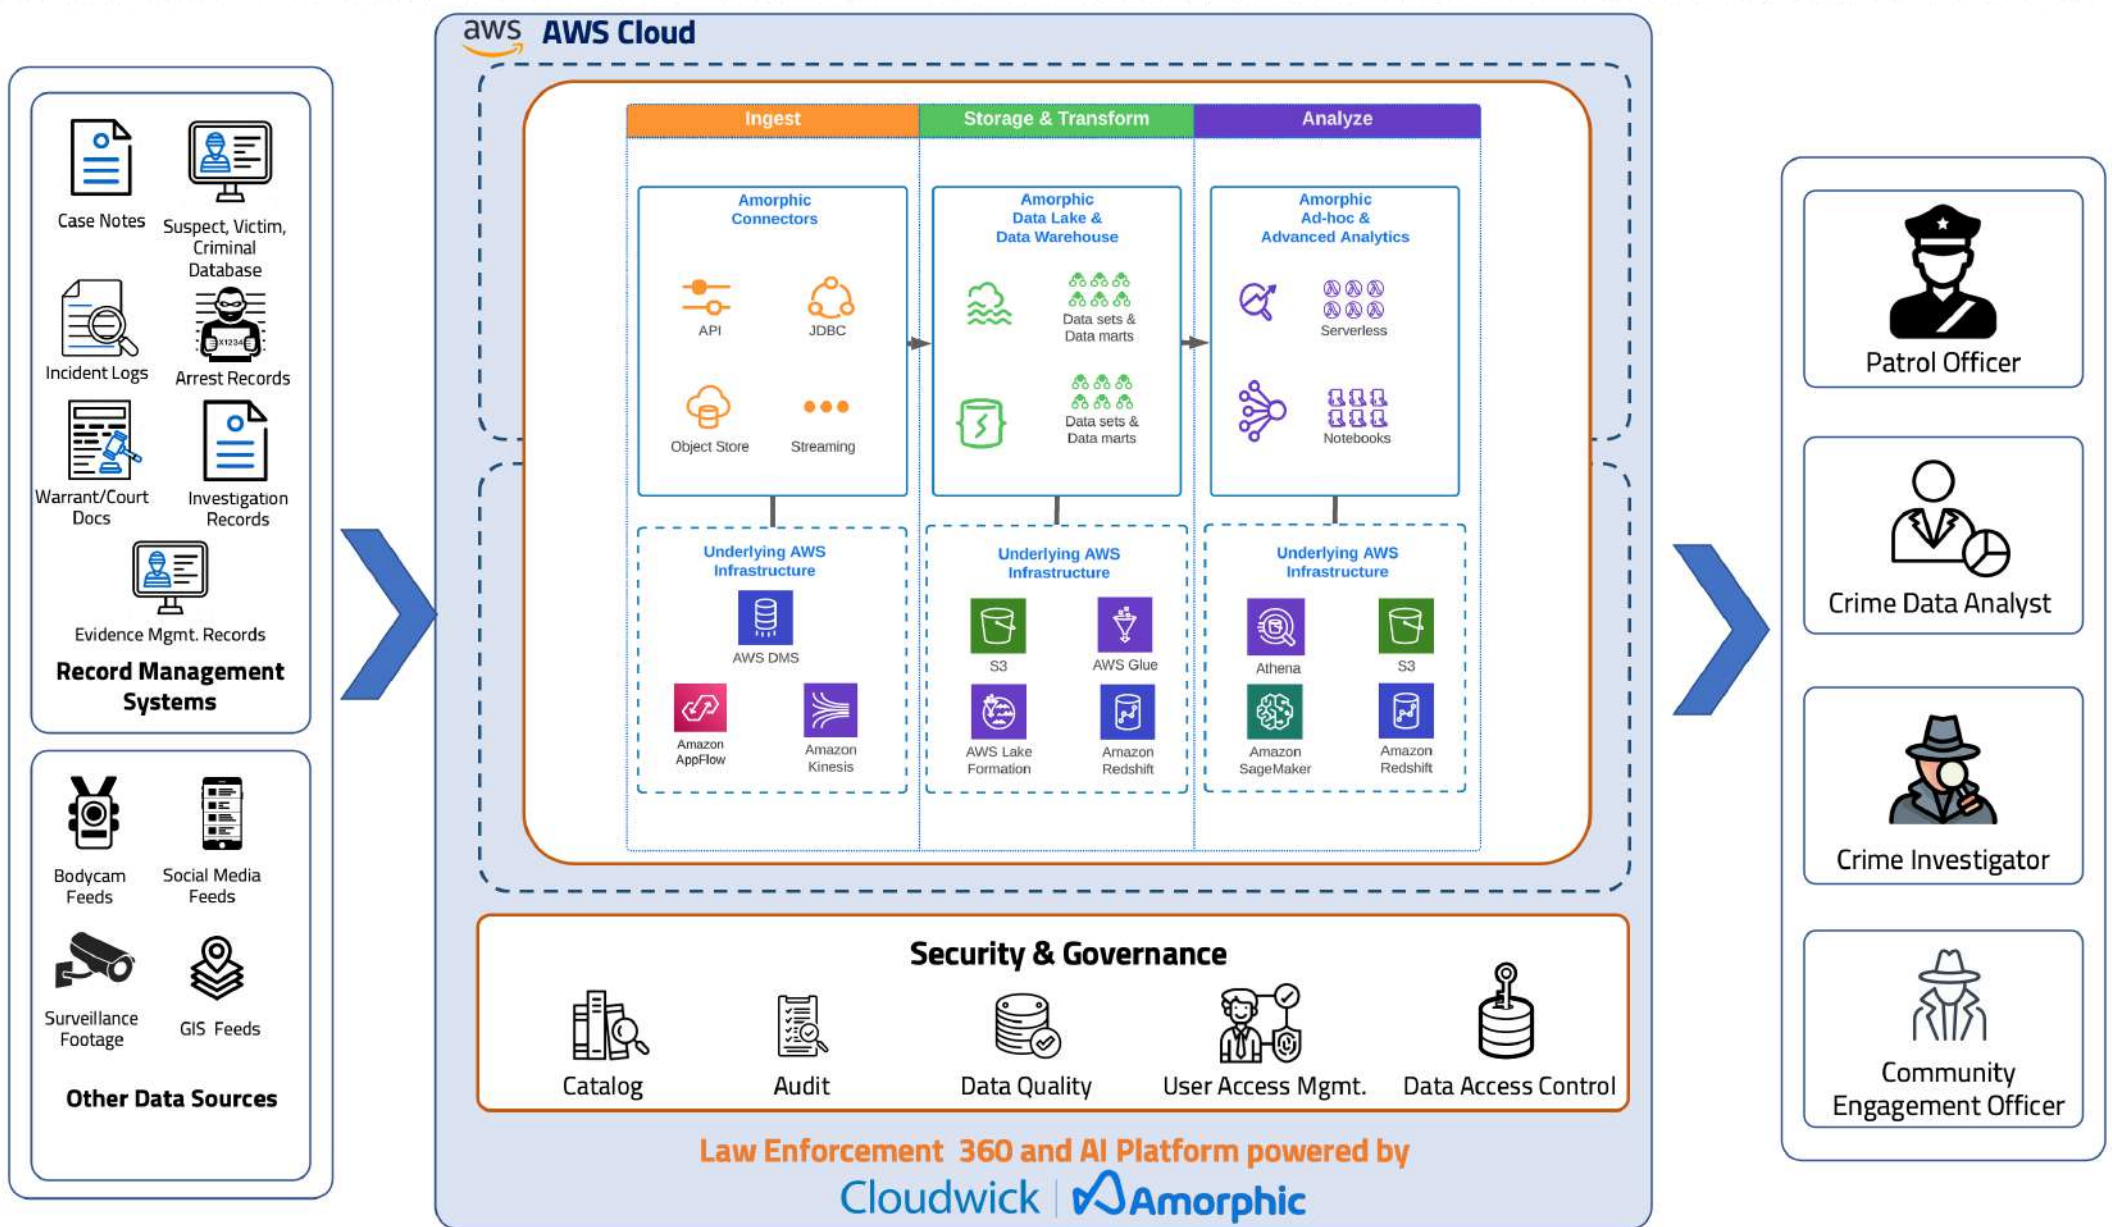 aws AWS Cloud
Case Notes
Suspect, Victim,
Criminal
Database
Incident Logs
X1234
Arrest Records
Warrant/Court
Docs
Investigation
Records
Evidence Mgmt. Records
Record Management
Systems
Bodycam
Feeds
Social Media
Feeds
Surveillance
Footage
GIS Feeds
Other Data Sources
Ingest
Amorphic
Connectors
API
JDBC
Object Store
Streaming
Underlying AWS
Infrastructure
AWS DMS
Amazon
AppFlow
Amazon
Kinesis
Storage & Transform
Amorphic
Data Lake &
Data Warehouse
Data sets &
Data marts
Data sets &
Data marts
Underlying AWS
Infrastructure
S3
AWS Glue
AWS Lake
Formation
Amazon
Redshift
Analyze
Amorphic
Ad-hoc &
Advanced Analytics
Serverless
Notebooks
Underlying AWS
Infrastructure
Athena
S3
Amazon
SageMaker
Amazon
Redshift
Security & Governance
Catalog
Audit
Data Quality
User Access Mgmt.
Data Access Control
Law Enforcement 360 and AI Platform powered by
Cloudwick | Amorphic
Patrol Officer
Crime Data Analyst
Crime Investigator
Community
Engagement Officer